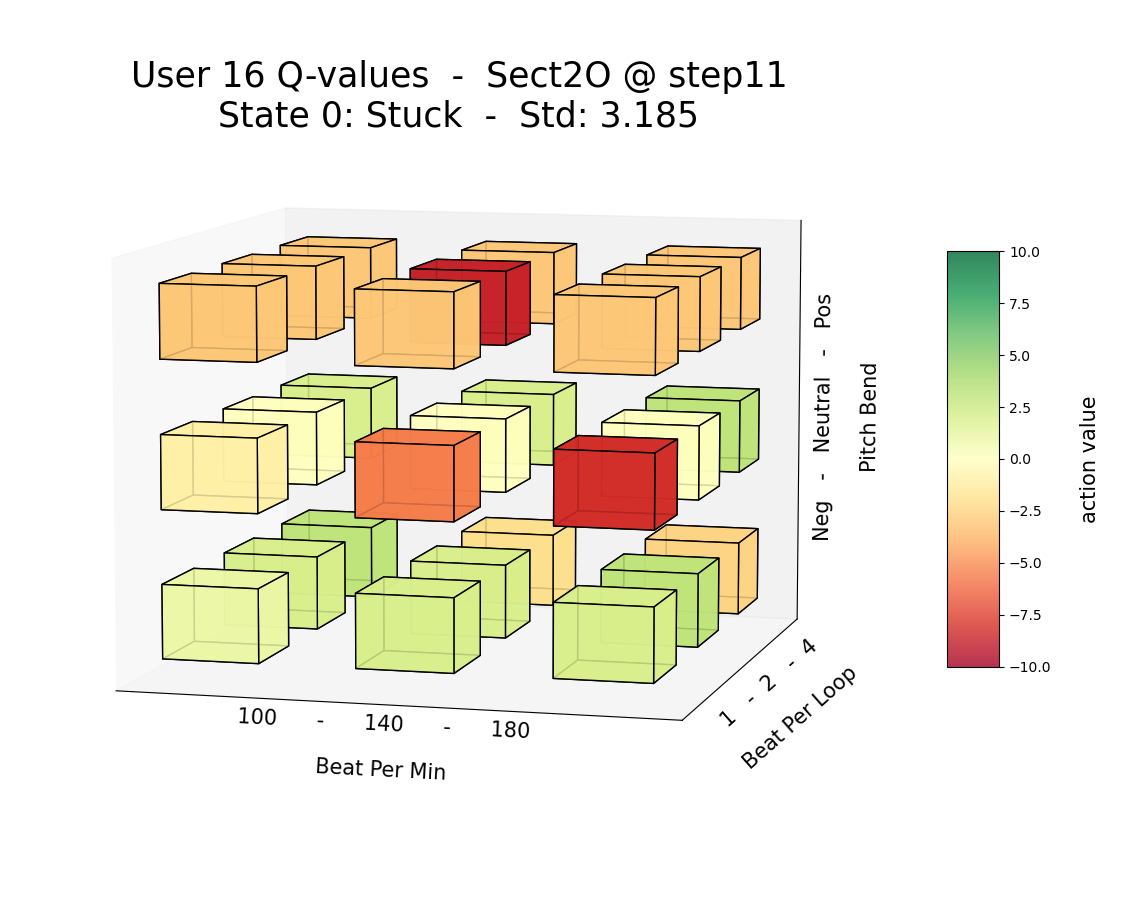 User 16 Q-values - Sect2O @ step11
State 0: Stuck - Std: 3.185
Neg - Neutral - Pos
Pitch Bend
100 - 140 - 180
Beat Per Min
1 - 2 - 4
Beat Per Loop
10.0
7.5
5.0
2.5
0.0
−2.5
−5.0
−7.5
−10.0
action value